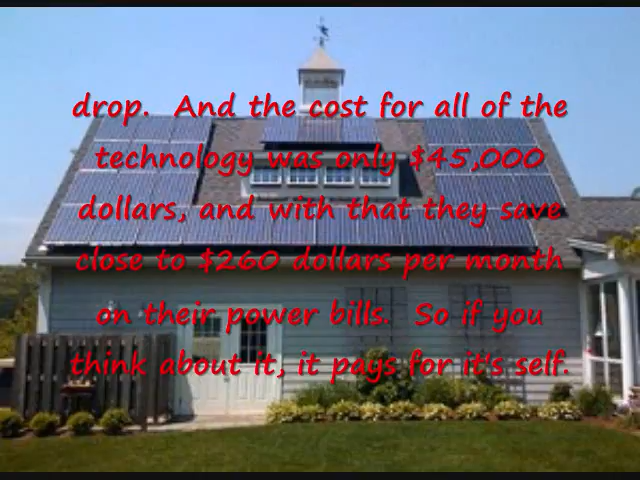 drop. And the cost for all of the
technology was only $45,000
dollars, and with that they save
close to $260 dollars per month
on their power bills. So if you
think about it, it pays for it's self.